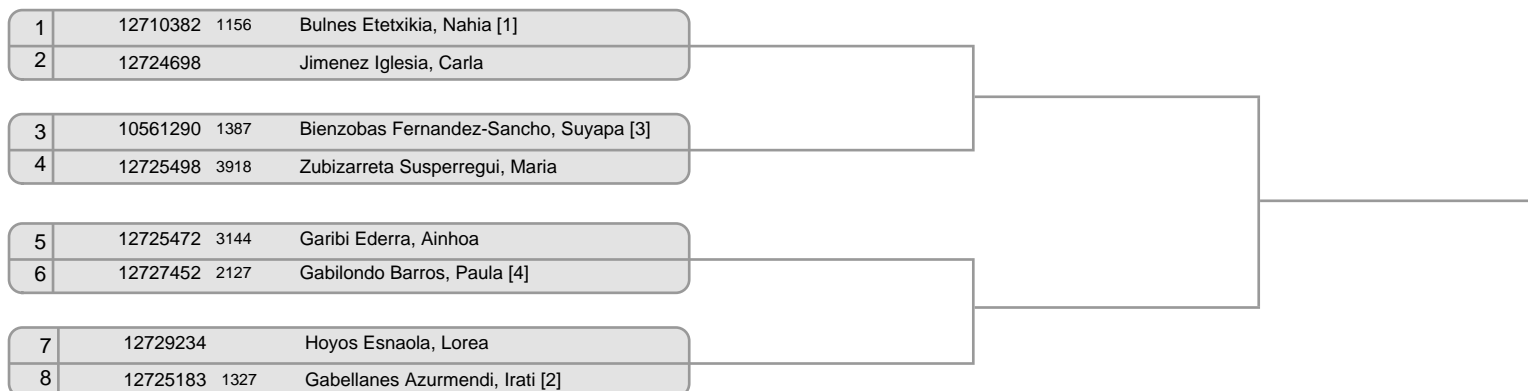 1 12710382 1156 Bulnes Etetxikia, Nahia [1]
2 12724698 Jimenez Iglesia, Carla
3 10561290 1387 Bienzobas Fernandez-Sancho, Suyapa [3]
4 12725498 3918 Zubizarreta Susperregui, Maria
5 12725472 3144 Garibi Ederra, Ainhoa
6 12727452 2127 Gabilondo Barros, Paula [4]
7 12729234 Hoyos Esnaola, Lorea
8 12725183 1327 Gabellanes Azurmendi, Irati [2]